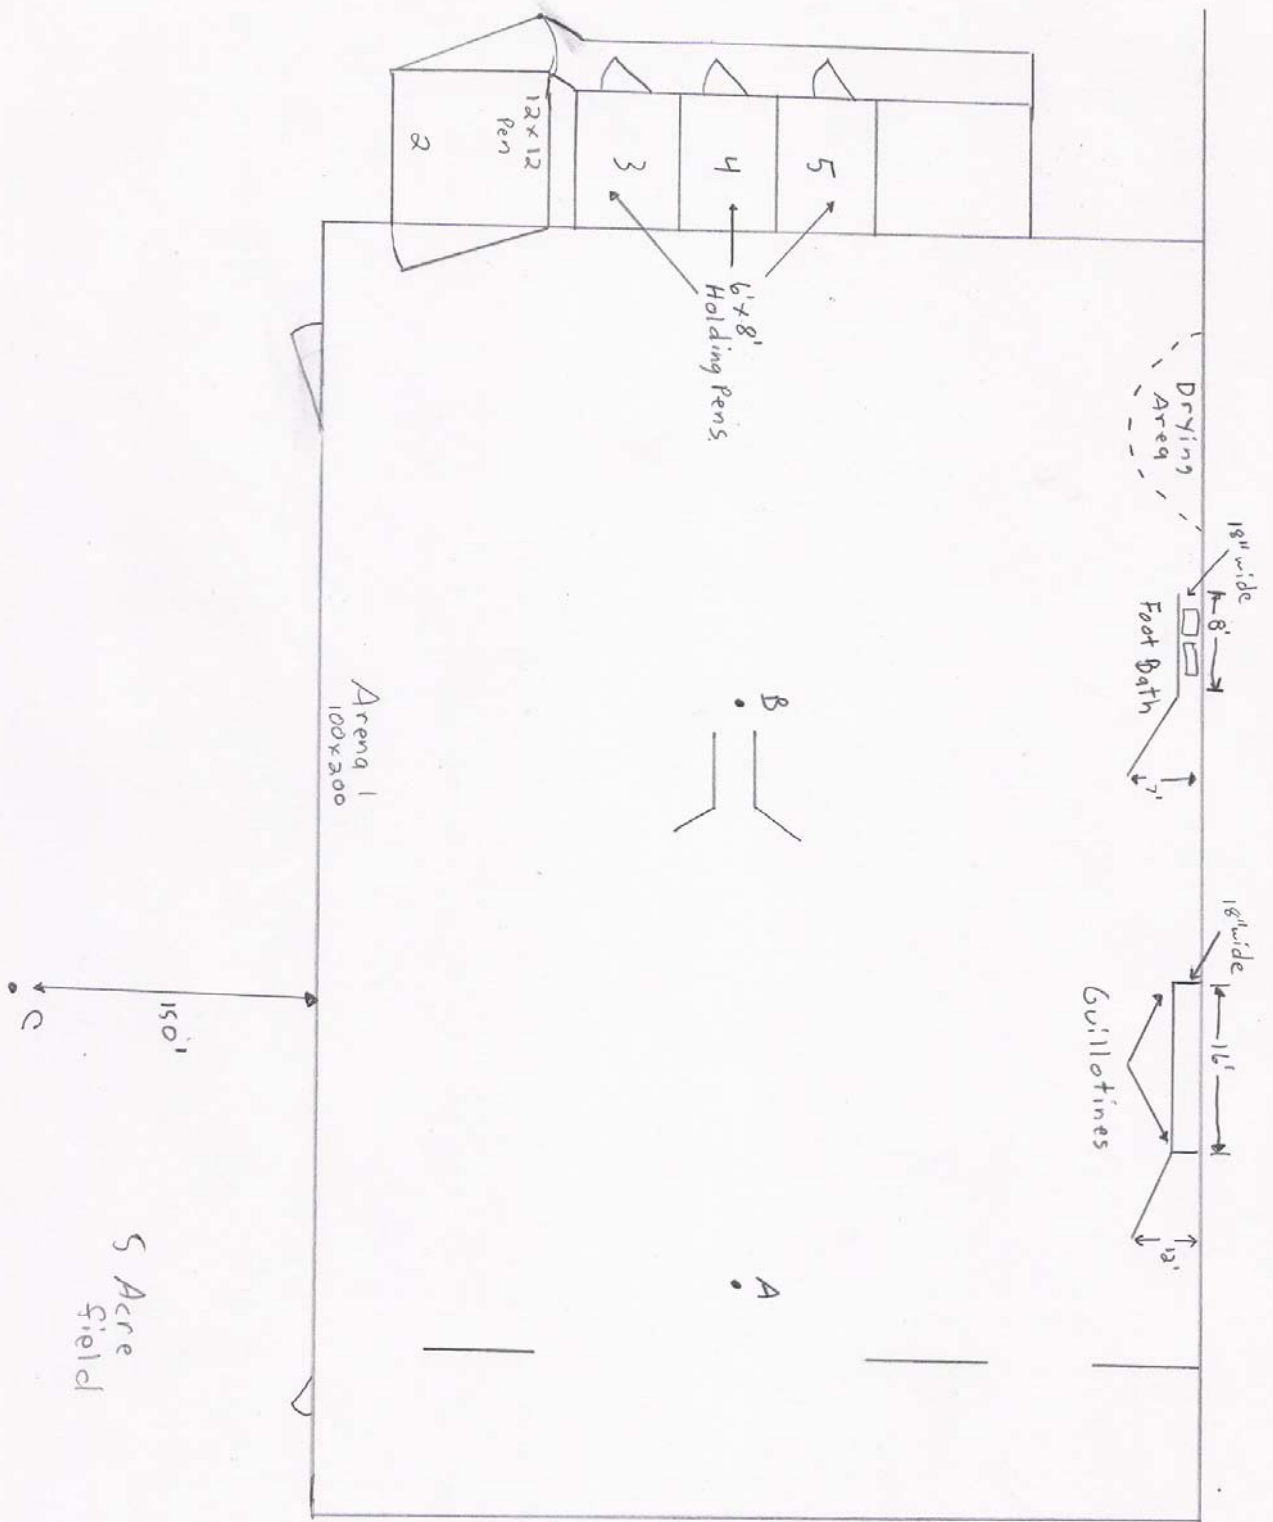 12x12
Pen
2
3
4
5
6'x8'
Holding Pens.
Drying
Area
18" wide
8'
Foot Bath
7'
B
Arena 1
100x200
18" wide
16'
Guillotines
12'
A
150'
C
5 Acre
field